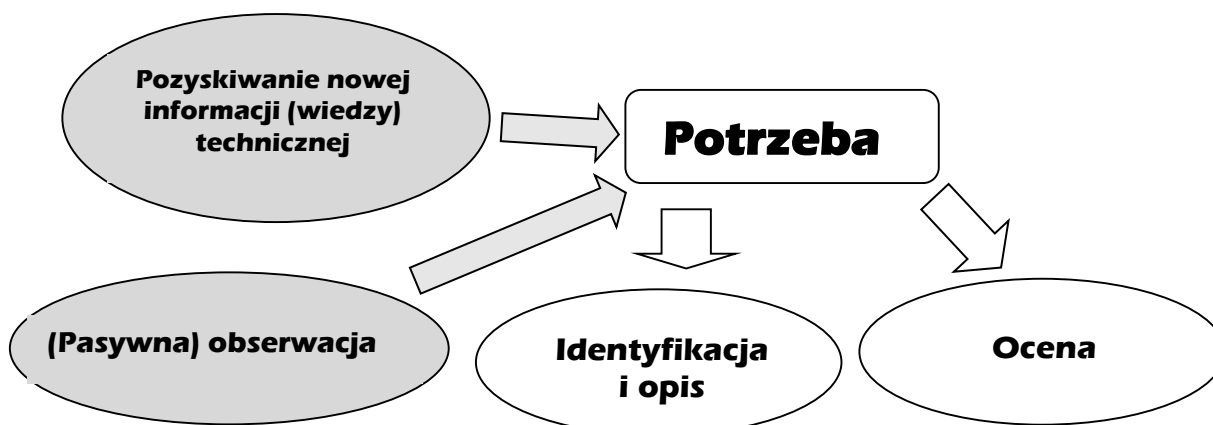 Pozyskiwanie nowej
informacji (wiedzy)
technicznej
Potrzeba
(Pasywna) obserwacja
Identyfikacja
i opis
Ocena